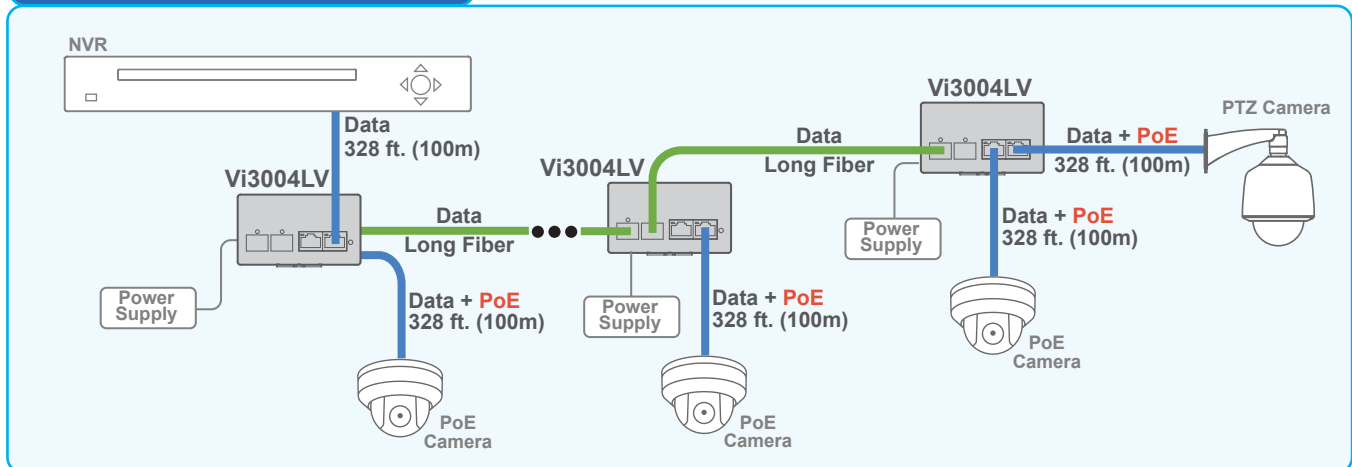 NVR
Data
328 ft. (100m)
Vi3004LV
Data
Long Fiber
Power
Supply
Data + PoE
328 ft. (100m)
PoE
Camera
Vi3004LV
Data
Long Fiber
Power
Supply
Data + PoE
328 ft. (100m)
PoE
Camera
Vi3004LV
Power
Supply
Data + PoE
328 ft. (100m)
PTZ Camera
Data + PoE
328 ft. (100m)
PoE
Camera